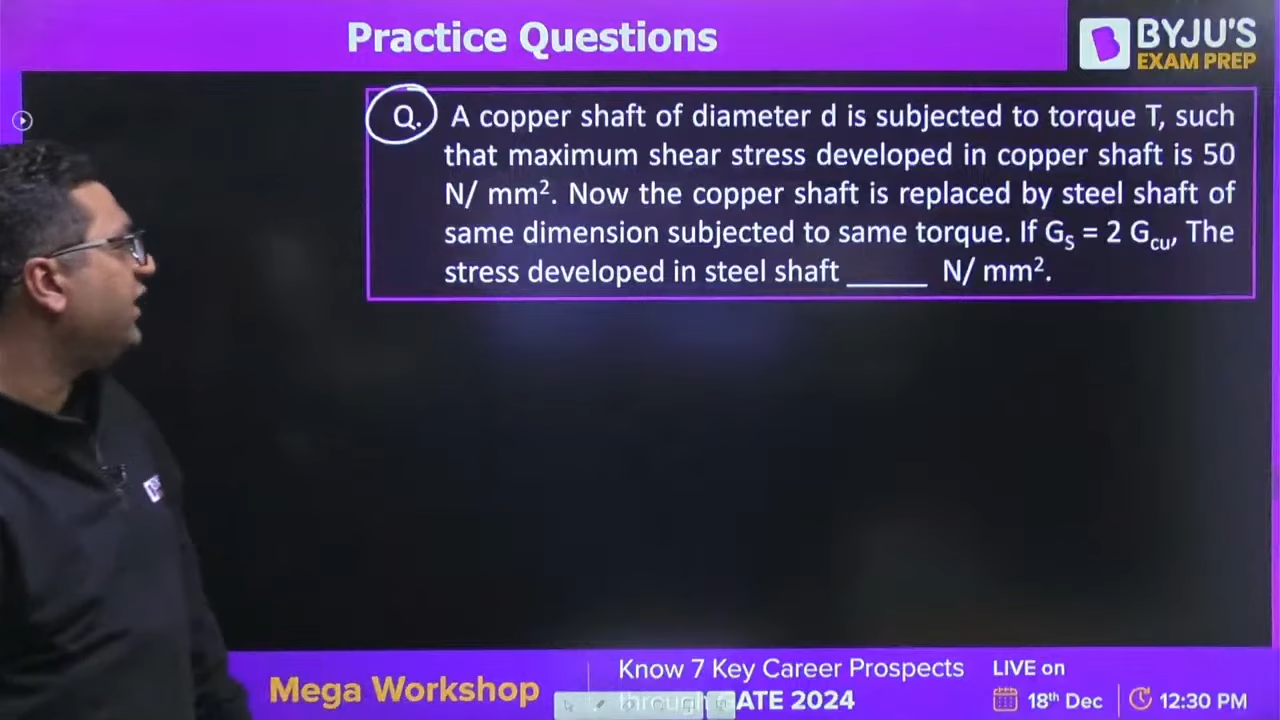 Practice Questions
BYJU'S
EXAM PREP
Q. A copper shaft of diameter d is subjected to torque T, such
that maximum shear stress developed in copper shaft is 50
N/ mm². Now the copper shaft is replaced by steel shaft of
same dimension subjected to same torque. If Gₛ = 2 G꜀ᵤ, The
stress developed in steel shaft ______ N/ mm².
Mega Workshop
Know 7 Key Career Prospects
through GATE 2024
LIVE on
18th Dec
12:30 PM